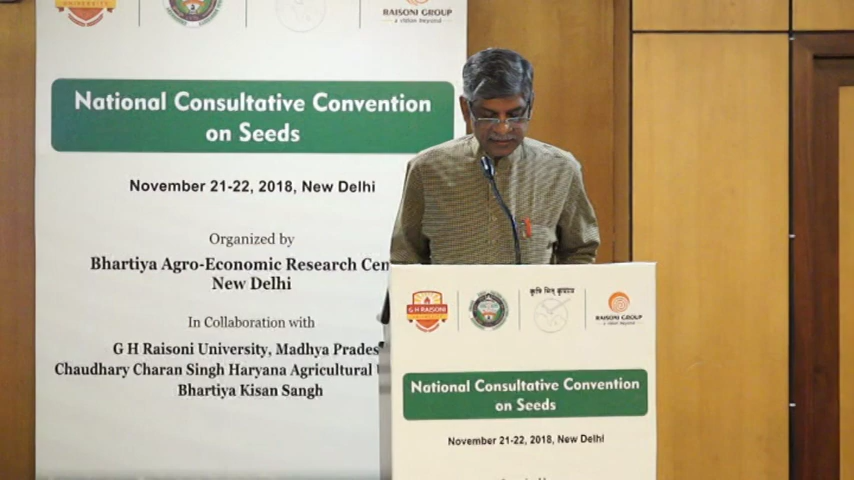 UNIVERSITY
RAISONI GROUP
a vision beyond
National Consultative Convention
on Seeds
November 21-22, 2018, New Delhi
Organized by
Bhartiya Agro-Economic Research Cen
New Delhi
In Collaboration with
G H Raisoni University, Madhya Prades
Chaudhary Charan Singh Haryana Agricultural
Bhartiya Kisan Sangh
G H RAISONI
RAISONI GROUP
a vision beyond
National Consultative Convention
on Seeds
November 21-22, 2018, New Delhi